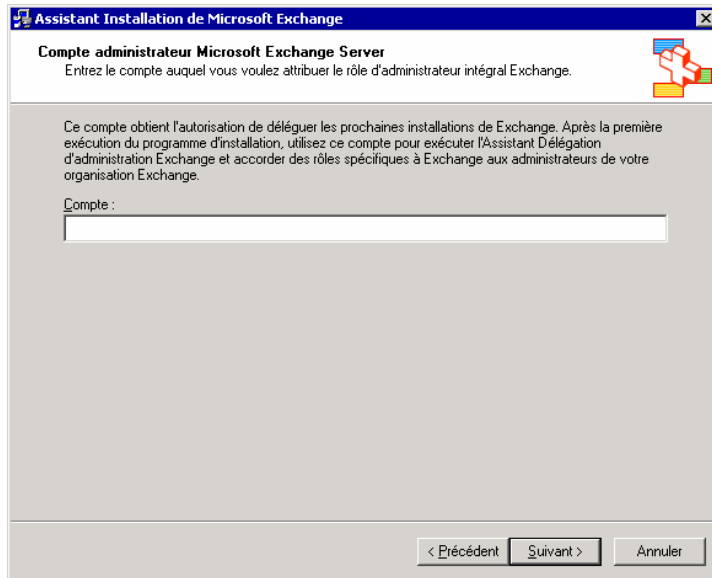 Assistant Installation de Microsoft Exchange
Compte administrateur Microsoft Exchange Server
Entrez le compte auquel vous voulez attribuer le rôle d'administrateur intégral Exchange.
Ce compte obtient l'autorisation de déléguer les prochaines installations de Exchange. Après la première
exécution du programme d'installation, utilisez ce compte pour exécuter l'Assistant Délégation
d'administration Exchange et accorder des rôles spécifiques à Exchange aux administrateurs de votre
organisation Exchange.
Compte :
< Précédent Suivant > Annuler